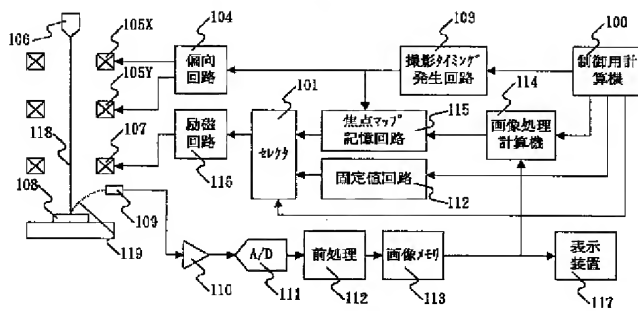 106
105X
105Y
118
107
108
109
119
104
偏向
回路
励磁
回路
116
101
セレクタ
103
撮影タイミング
発生回路
焦点マップ
記憶回路
115
固定値回路
112
100
制御用計
算機
114
画像処理
計算機
110
A/D
111
前処理
112
画像メモリ
113
表示
装置
117